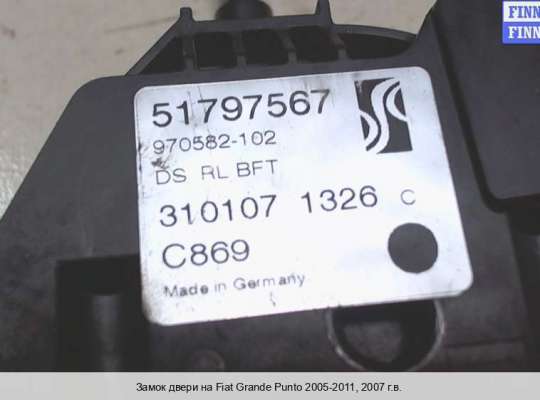 FINN
FINN
51797567
970582-102
DS RL BFT
310107 1326 C
C869
Made in Germany
Замок двери на Fiat Grande Punto 2005-2011, 2007 г.в.